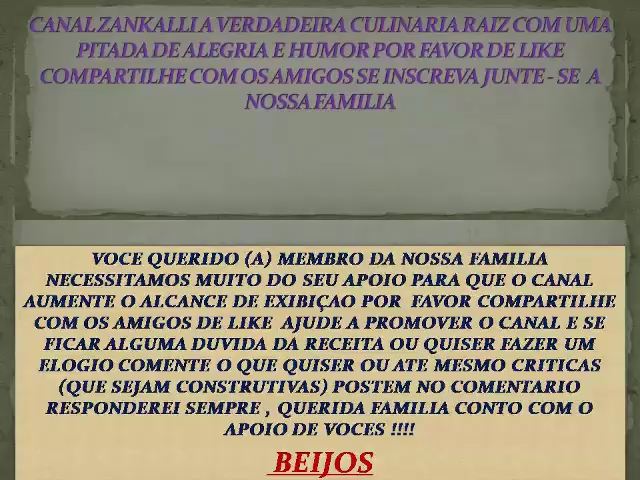 CANAL ZANKALLI A VERDADEIRA CULINARIA RAIZ COM UMA
PITADA DE ALEGRIA E HUMOR POR FAVOR DE LIKE
COMPARTILHE COM OS AMIGOS SE INSCREVA JUNTE - SE A
NOSSA FAMILIA
VOCE QUERIDO (A) MEMBRO DA NOSSA FAMILIA
NECESSITAMOS MUITO DO SEU APOIO PARA QUE O CANAL
AUMENTE O ALCANCE DE EXIBIÇAO POR FAVOR COMPARTILHE
COM OS AMIGOS DE LIKE AJUDE A PROMOVER O CANAL E SE
FICAR ALGUMA DUVIDA DA RECEITA OU QUISER FAZER UM
ELOGIO COMENTE O QUE QUISER OU ATE MESMO CRITICAS
(QUE SEJAM CONSTRUTIVAS) POSTEM NO COMENTARIO
RESPONDEREI SEMPRE , QUERIDA FAMILIA CONTO COM O
APOIO DE VOCES !!!!
BEIJOS